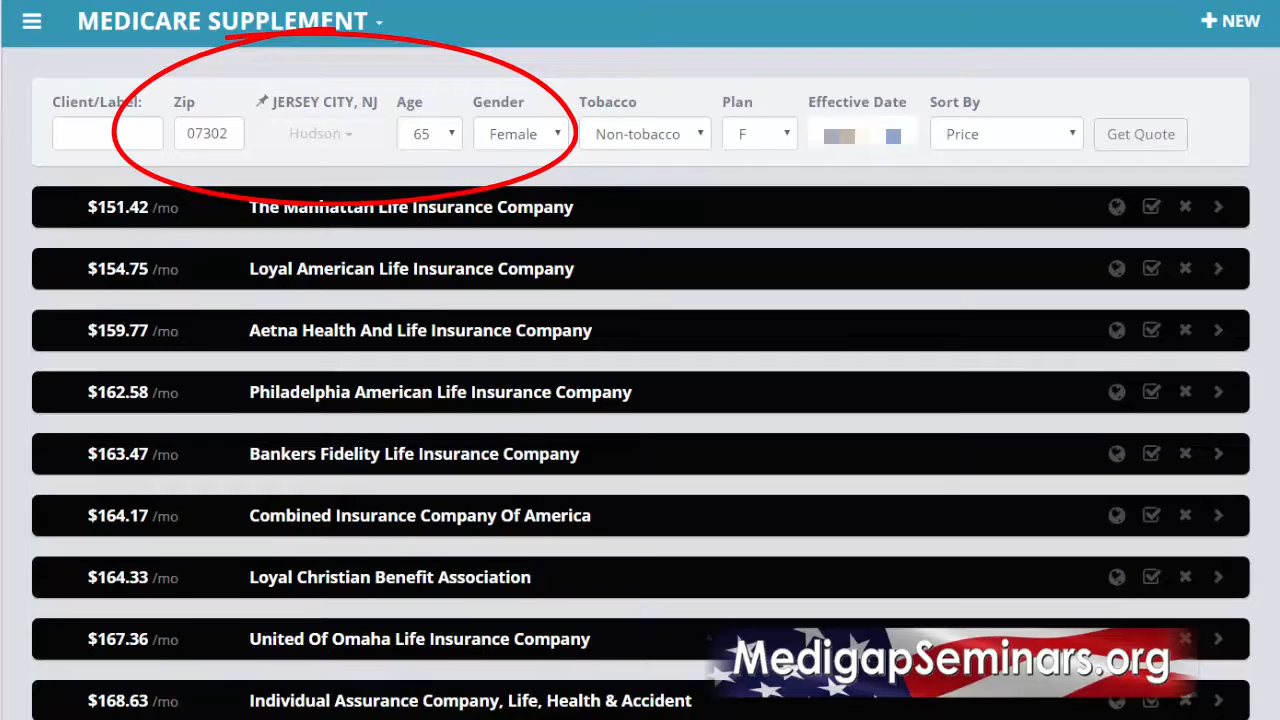 MEDICARE SUPPLEMENT
NEW
Client/Label: Zip JERSEY CITY, NJ Age Gender Tobacco Plan Effective Date Sort By
07302 Hudson 65 Female Non-tobacco F Price Get Quote
$151.42 /mo The Manhattan Life Insurance Company
$154.75 /mo Loyal American Life Insurance Company
$159.77 /mo Aetna Health And Life Insurance Company
$162.58 /mo Philadelphia American Life Insurance Company
$163.47 /mo Bankers Fidelity Life Insurance Company
$164.17 /mo Combined Insurance Company Of America
$164.33 /mo Loyal Christian Benefit Association
$167.36 /mo United Of Omaha Life Insurance Company
MedigapSeminars.org
$168.63 /mo Individual Assurance Company, Life, Health & Accident